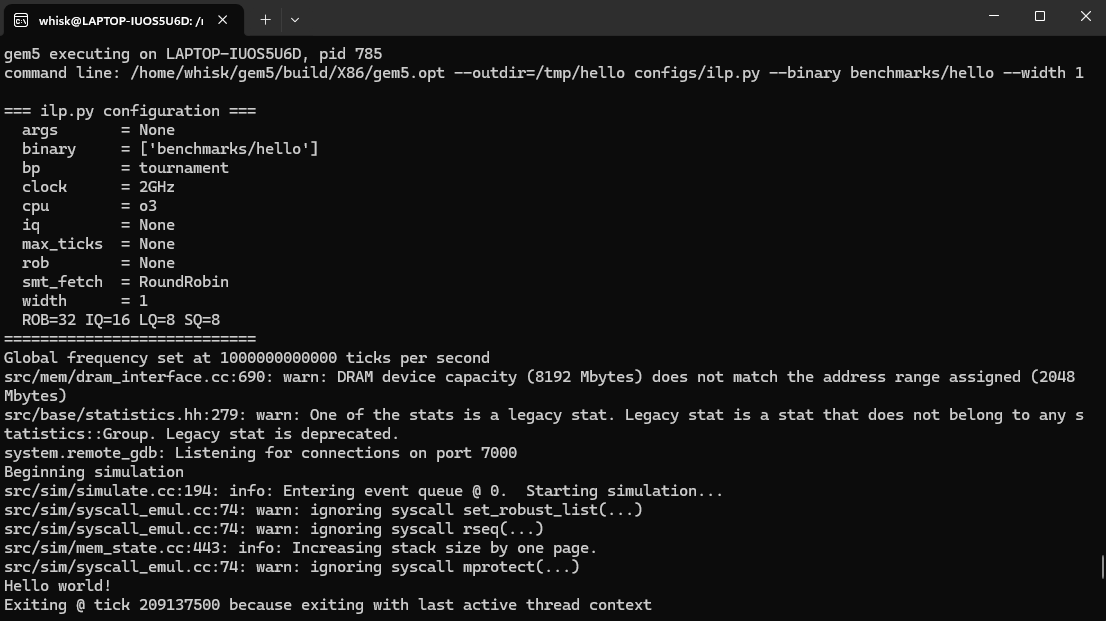 whisk@LAPTOP-IUOS5U6D: /r
gem5 executing on LAPTOP-IUOS5U6D, pid 785
command line: /home/whisk/gem5/build/X86/gem5.opt --outdir=/tmp/hello configs/ilp.py --binary benchmarks/hello --width 1
=== ilp.py configuration ===
args = None
binary = ['benchmarks/hello']
bp = tournament
clock = 2GHz
cpu = o3
iq = None
max_ticks = None
rob = None
smt_fetch = RoundRobin
width = 1
ROB=32 IQ=16 LQ=8 SQ=8
============================
Global frequency set at 1000000000000 ticks per second
src/mem/dram_interface.cc:690: warn: DRAM device capacity (8192 Mbytes) does not match the address range assigned (2048
Mbytes)
src/base/statistics.hh:279: warn: One of the stats is a legacy stat. Legacy stat is a stat that does not belong to any s
tatistics::Group. Legacy stat is deprecated.
system.remote_gdb: Listening for connections on port 7000
Beginning simulation
src/sim/simulate.cc:194: info: Entering event queue @ 0.  Starting simulation...
src/sim/syscall_emul.cc:74: warn: ignoring syscall set_robust_list(...)
src/sim/syscall_emul.cc:74: warn: ignoring syscall rseq(...)
src/sim/mem_state.cc:443: info: Increasing stack size by one page.
src/sim/syscall_emul.cc:74: warn: ignoring syscall mprotect(...)
Hello world!
Exiting @ tick 209137500 because exiting with last active thread context